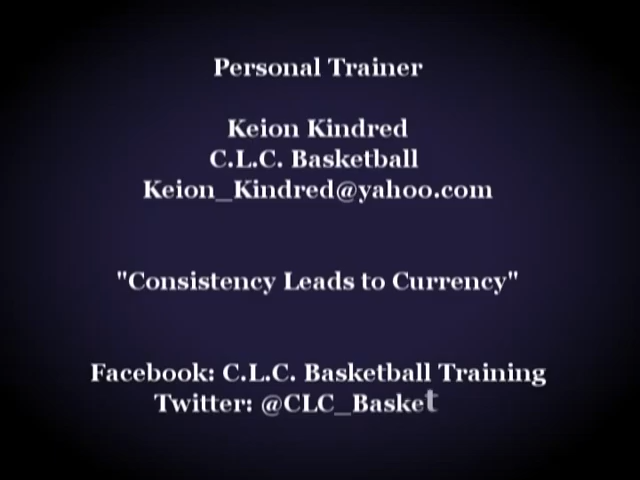 Personal Trainer
Keion Kindred
C.L.C. Basketball
Keion_Kindred@yahoo.com
"Consistency Leads to Currency"
Facebook: C.L.C. Basketball Training
Twitter: @CLC_Basket